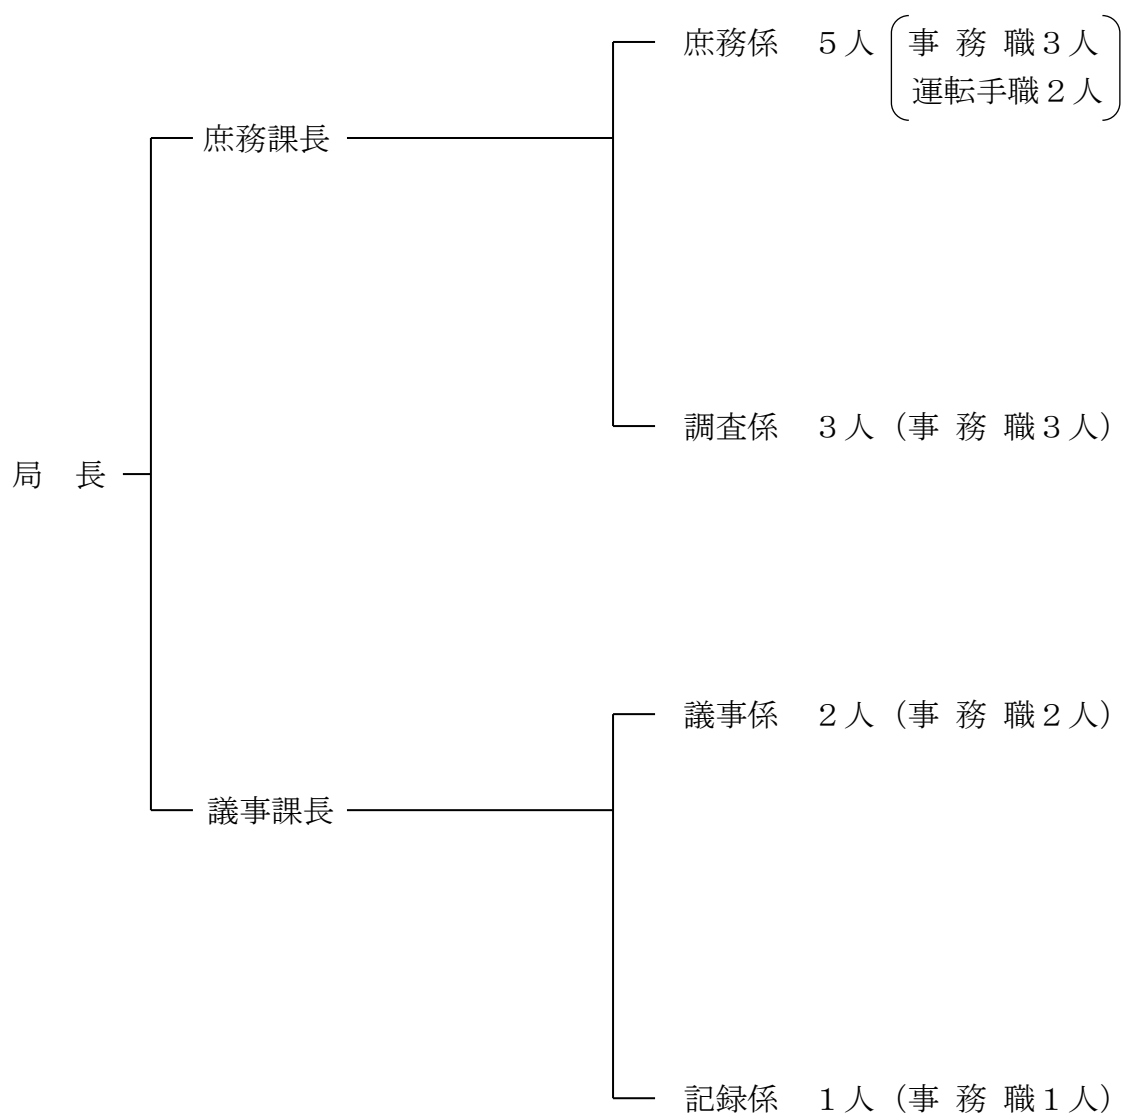 庶務係　５人 事 務 職３人
運転手職２人
庶務課長
調査係　３人（事 務 職３人）
局　長
議事係　２人（事 務 職２人）
議事課長
記録係　１人（事 務 職１人）